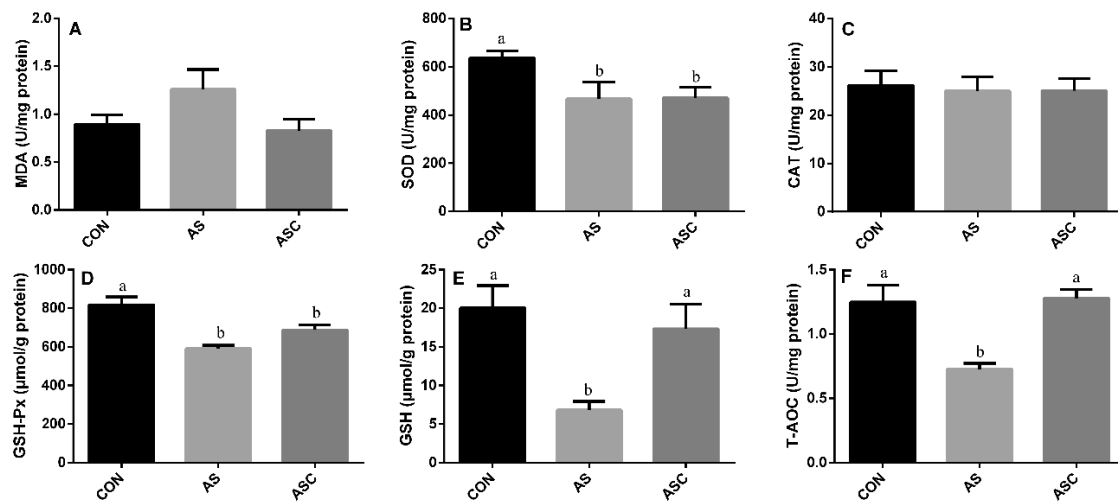 A
MDA (U/mg protein)
2.0
1.5
1.0
0.5
0.0
CON
AS
ASC
B
SOD (U/mg protein)
800
600
400
200
0
a
b
b
CON
AS
ASC
C
CAT (U/mg protein)
40
30
20
10
0
CON
AS
ASC
D
GSH-Px (μmol/g protein)
1000
800
600
400
200
0
a
b
b
CON
AS
ASC
E
GSH (μmol/g protein)
25
20
15
10
5
0
a
b
a
CON
AS
ASC
F
T-AOC (U/mg protein)
1.5
1.0
0.5
0.0
a
b
a
CON
AS
ASC